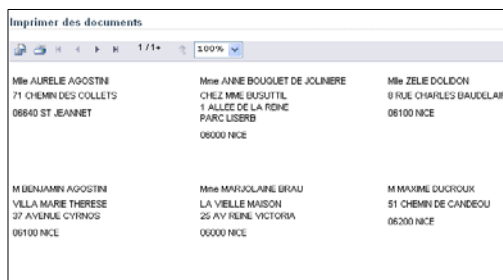 Imprimer des documents
1 / 1+
100%
Mlle AURELIE AGOSTINI
71 CHEMIN DES COLLETS
06640 ST JEANNET
Mme ANNE BOUQUET DE JOLINIERE
CHEZ MME BUSUTTIL
1 ALLEE DE LA REINE
PARC LISERB
06000 NICE
Mlle ZELIE DOLIDON
8 RUE CHARLES BAUDELAIR
06100 NICE
M BENJAMIN AGOSTINI
VILLA MARIE THERESE
37 AVENUE CYRNOS
06100 NICE
Mme MARJOLAINE BRAU
LA VIELLE MAISON
25 AV REINE VICTORIA
06000 NICE
M MAXIME DUCROUX
51 CHEMIN DE CANDEOU
06200 NICE